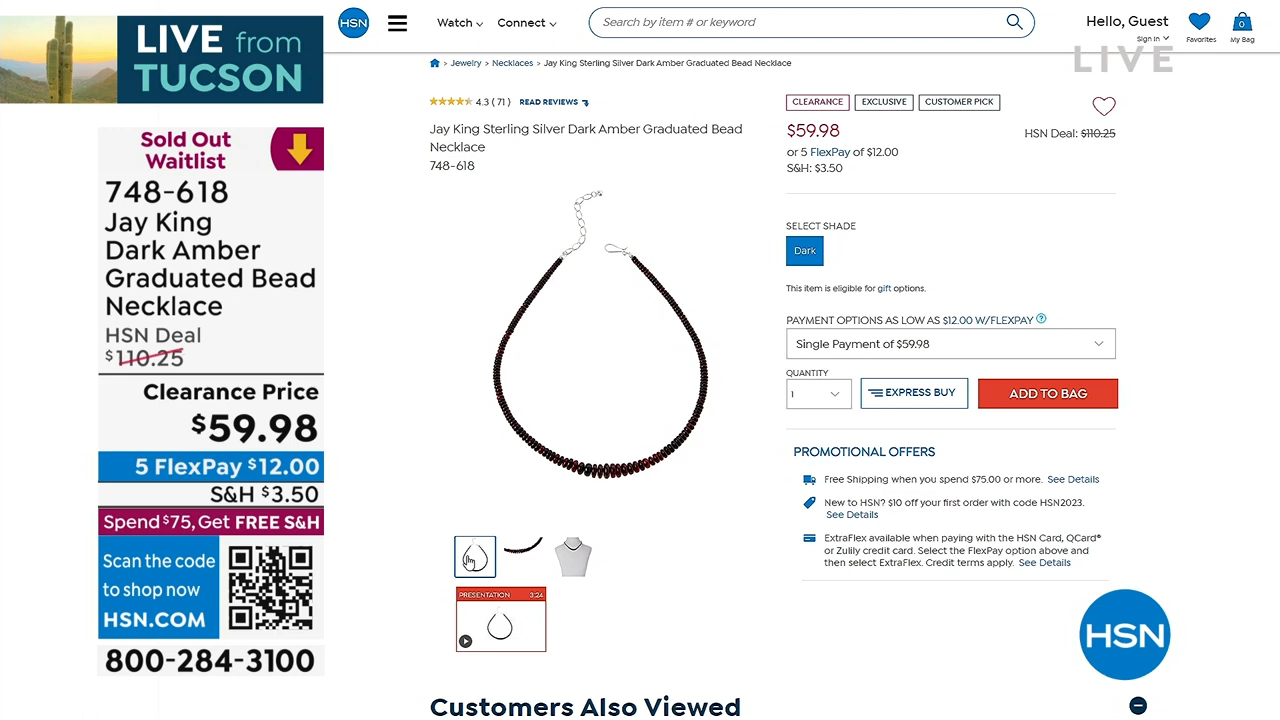 LIVE from
TUCSON
Sold Out
Waitlist
748-618
Jay King
Dark Amber
Graduated Bead
Necklace
HSN Deal
$110.25
Clearance Price
$59.98
5 FlexPay $12.00
S&H $3.50
Spend $75, Get FREE S&H
Scan the code
to shop now
HSN.COM
800-284-3100
HSN
Watch
Connect
Search by item # or keyword
Hello, Guest
Sign In
Favorites
0
My Bag
LIVE
> Jewelry > Necklaces > Jay King Sterling Silver Dark Amber Graduated Bead Necklace
4.3 ( 71 ) READ REVIEWS
Jay King Sterling Silver Dark Amber Graduated Bead
Necklace
748-618
PRESENTATION 3:24
CLEARANCE EXCLUSIVE CUSTOMER PICK
$59.98
HSN Deal: $110.25
or 5 FlexPay of $12.00
S&H: $3.50
SELECT SHADE
Dark
This item is eligible for gift options.
PAYMENT OPTIONS AS LOW AS $12.00 W/FLEXPAY ?
Single Payment of $59.98
QUANTITY
1
EXPRESS BUY
ADD TO BAG
PROMOTIONAL OFFERS
Free Shipping when you spend $75.00 or more. See Details
New to HSN? $10 off your first order with code HSN2023.
See Details
ExtraFlex available when paying with the HSN Card, QCard®
or Zulily credit card. Select the FlexPay option above and
then select ExtraFlex. Credit terms apply. See Details
HSN
Customers Also Viewed